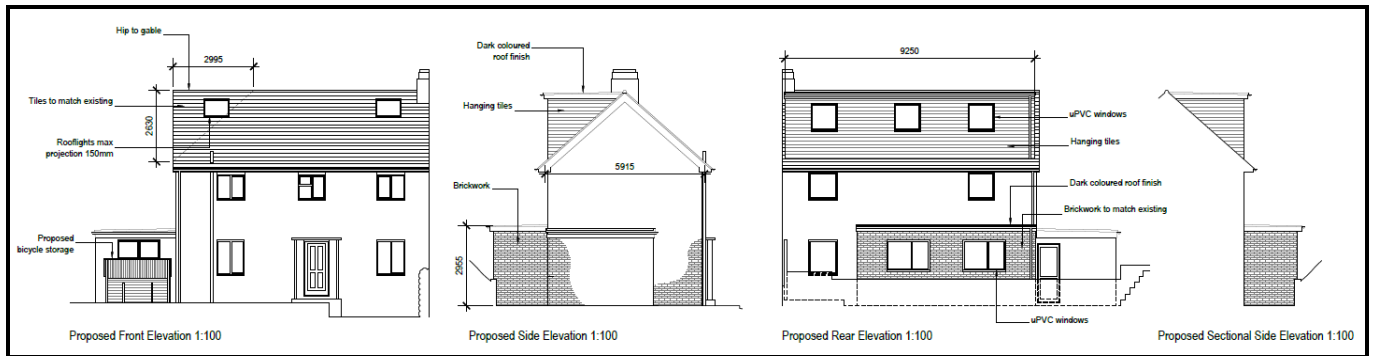 Hip to gable
2995
Tiles to match existing
2630
Rooflights max
projection 150mm
Proposed
bicycle storage
Proposed Front Elevation 1:100
Dark coloured
roof finish
Hanging tiles
5915
Brickwork
2955
Proposed Side Elevation 1:100
9250
uPVC windows
Hanging tiles
Dark coloured roof finish
Brickwork to match existing
uPVC windows
Proposed Rear Elevation 1:100
Proposed Sectional Side Elevation 1:100